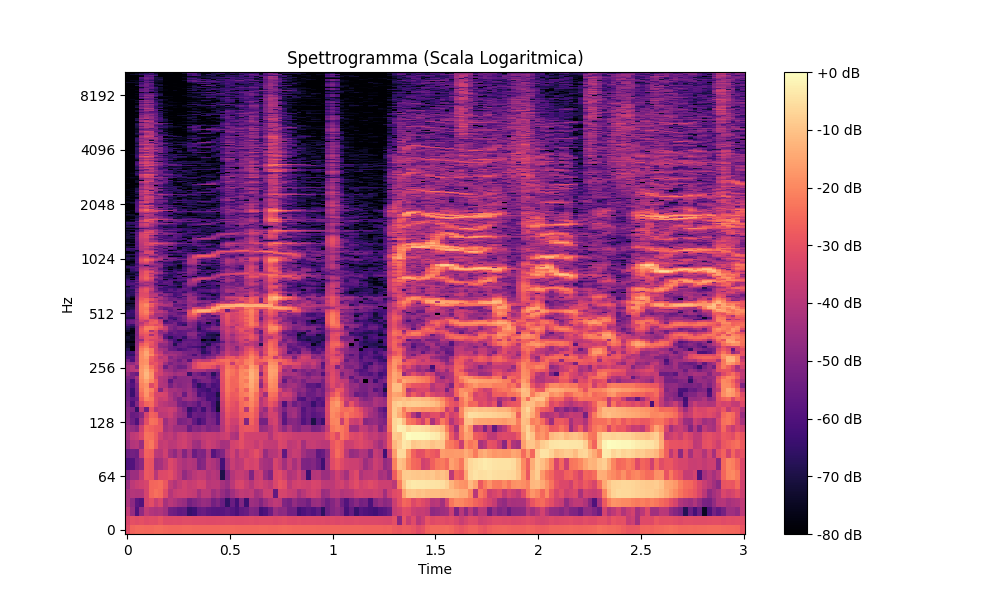 Spettrogramma (Scala Logaritmica)
Hz
8192
4096
2048
1024
512
256
128
64
0
0 0.5 1 1.5 2 2.5 3
Time
+0 dB
-10 dB
-20 dB
-30 dB
-40 dB
-50 dB
-60 dB
-70 dB
-80 dB